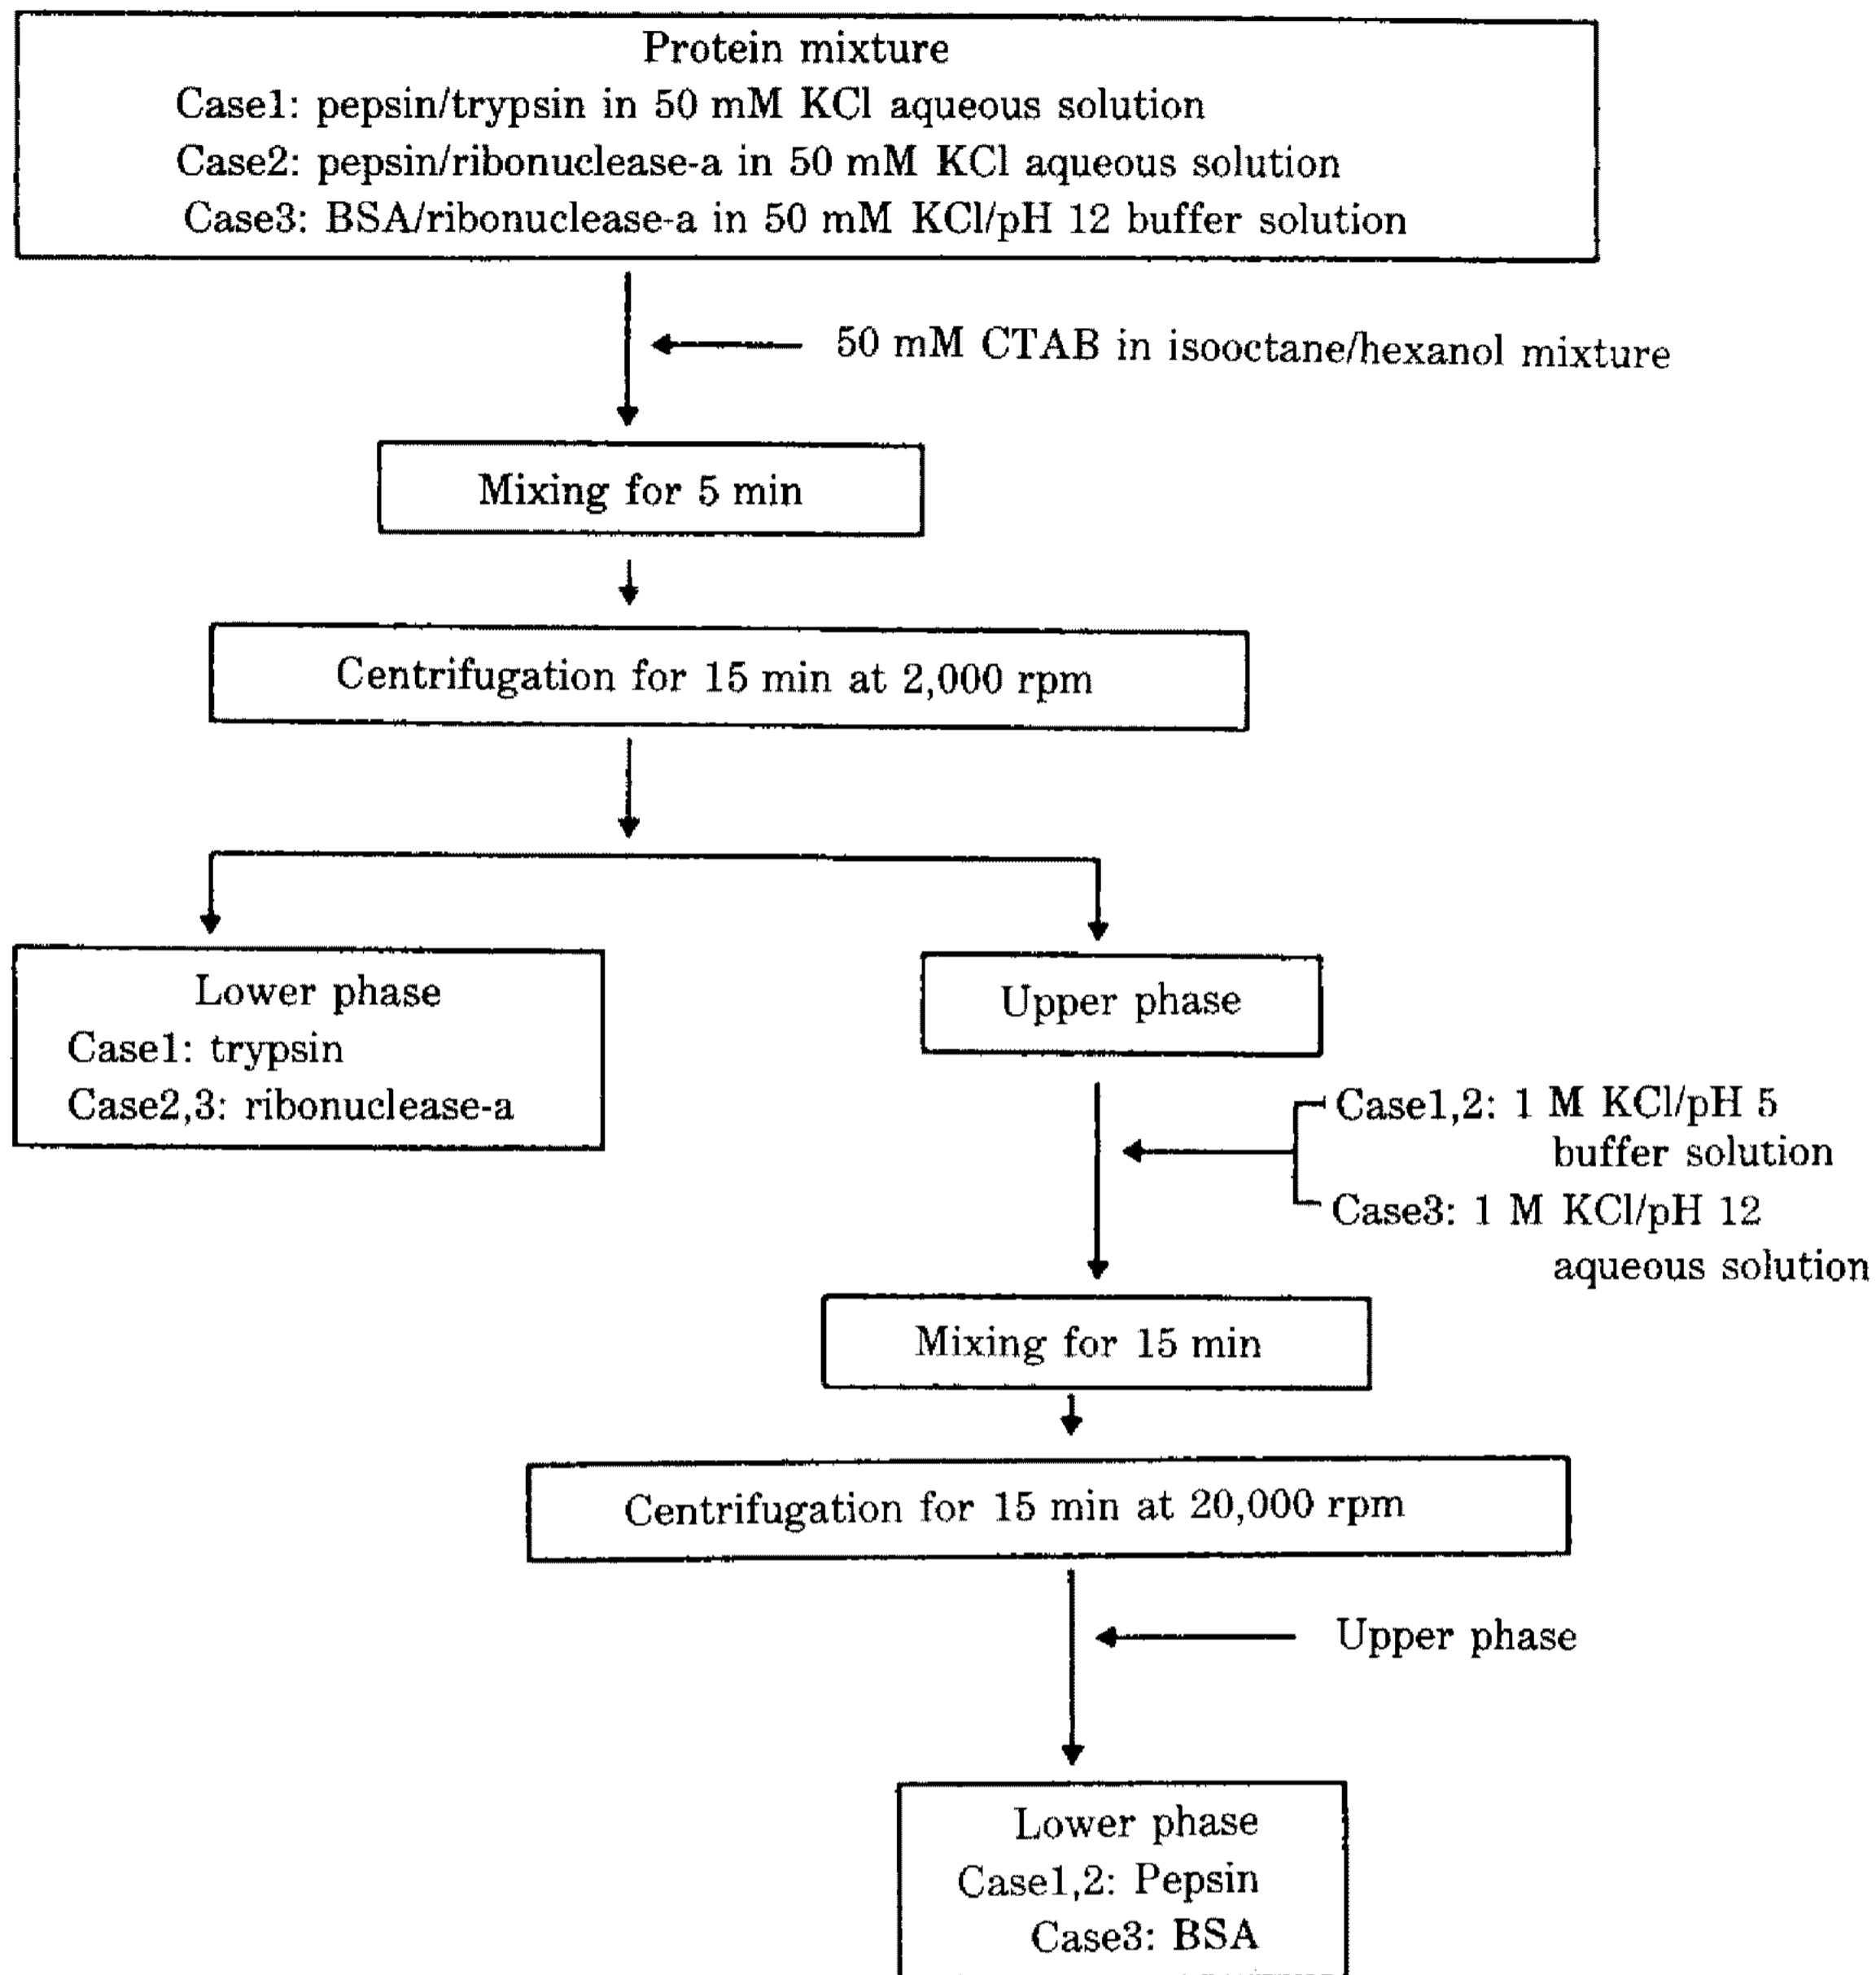 Protein mixture
Case1: pepsin/trypsin in 50 mM KCl aqueous solution
Case2: pepsin/ribonuclease-a in 50 mM KCl aqueous solution
Case3: BSA/ribonuclease-a in 50 mM KCl/pH 12 buffer solution
50 mM CTAB in isooctane/hexanol mixture
Mixing for 5 min
Centrifugation for 15 min at 2,000 rpm
Lower phase
Case1: trypsin
Case2,3: ribonuclease-a
Upper phase
Case1,2: 1 M KCl/pH 5
buffer solution
Case3: 1 M KCl/pH 12
aqueous solution
Mixing for 15 min
Centrifugation for 15 min at 20,000 rpm
Upper phase
Lower phase
Case1,2: Pepsin
Case3: BSA